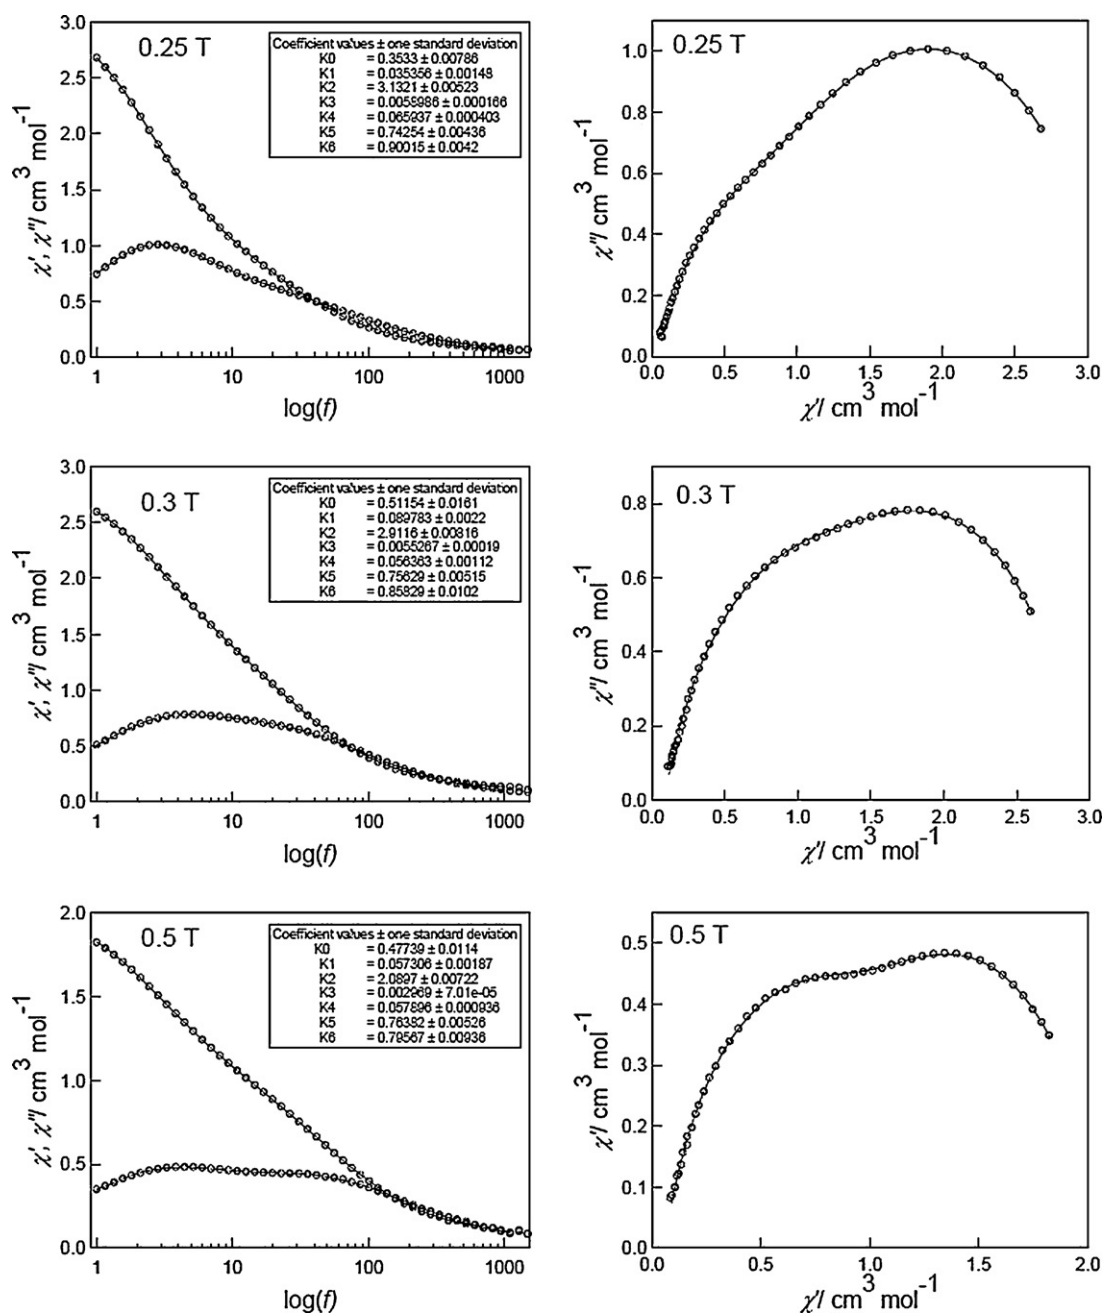 0.25 T
Coefficient values ± one standard deviation
K0 = 0.3533 ± 0.00786
K1 = 0.035356 ± 0.00148
K2 = 3.1321 ± 0.00523
K3 = 0.0058986 ± 0.000166
K4 = 0.065937 ± 0.000403
K5 = 0.74254 ± 0.00436
K6 = 0.90015 ± 0.0042
3.0
2.5
2.0
1.5
1.0
0.5
0.0
χ', χ''/ cm³ mol⁻¹
1 10 100 1000
log(f)
0.25 T
1.0
0.8
0.6
0.4
0.2
0.0
χ''/ cm³ mol⁻¹
0.0 0.5 1.0 1.5 2.0 2.5 3.0
χ'/ cm³ mol⁻¹
0.3 T
Coefficient values ± one standard deviation
K0 = 0.51154 ± 0.0161
K1 = 0.089783 ± 0.0022
K2 = 2.9116 ± 0.00816
K3 = 0.0055267 ± 0.00019
K4 = 0.056363 ± 0.00112
K5 = 0.75629 ± 0.00515
K6 = 0.85829 ± 0.0102
3.0
2.5
2.0
1.5
1.0
0.5
0.0
χ', χ''/ cm³ mol⁻¹
1 10 100 1000
log(f)
0.3 T
0.8
0.6
0.4
0.2
0.0
χ''/ cm³ mol⁻¹
0.0 0.5 1.0 1.5 2.0 2.5 3.0
χ'/ cm³ mol⁻¹
0.5 T
Coefficient values ± one standard deviation
K0 = 0.47739 ± 0.0114
K1 = 0.057306 ± 0.00187
K2 = 2.0897 ± 0.00722
K3 = 0.002969 ± 7.01e-05
K4 = 0.057896 ± 0.000936
K5 = 0.76382 ± 0.00526
K6 = 0.79567 ± 0.00936
2.0
1.5
1.0
0.5
0.0
χ', χ''/ cm³ mol⁻¹
1 10 100 1000
log(f)
0.5 T
0.5
0.4
0.3
0.2
0.1
0.0
χ'/ cm³ mol⁻¹
0.0 0.5 1.0 1.5 2.0
χ'/ cm³ mol⁻¹